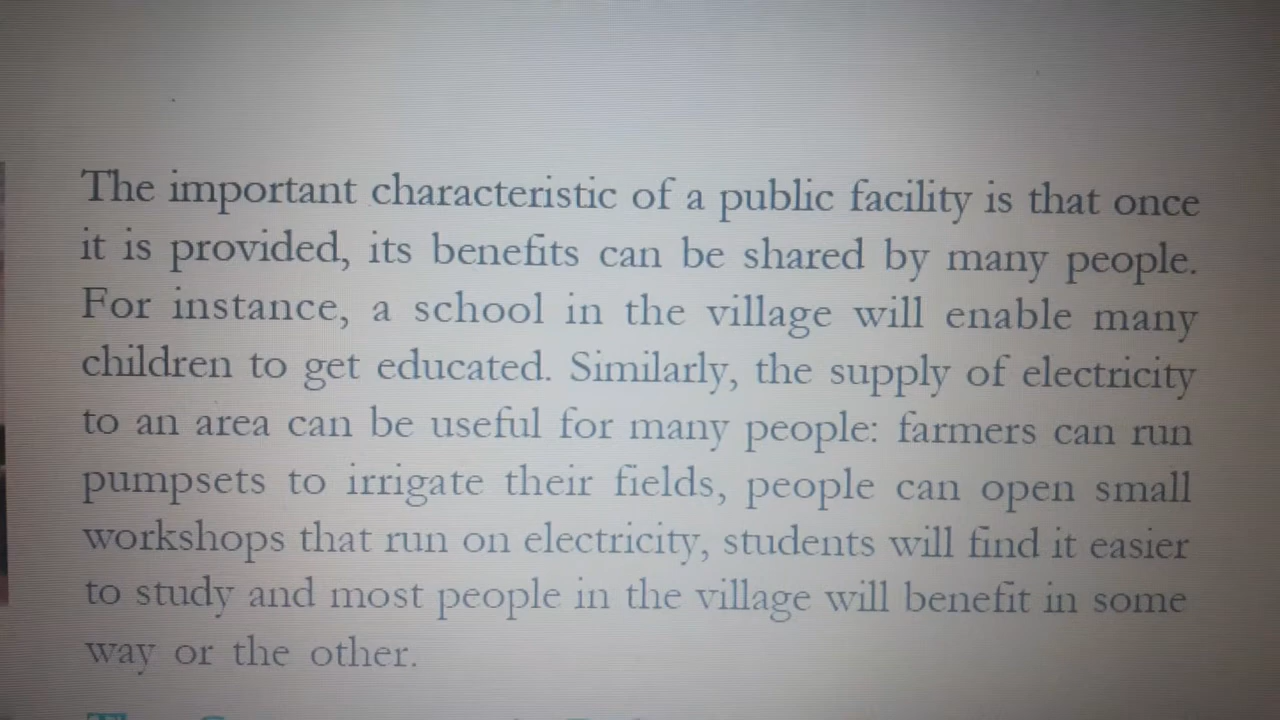 The important characteristic of a public facility is that once
it is provided, its benefits can be shared by many people.
For instance, a school in the village will enable many
children to get educated. Similarly, the supply of electricity
to an area can be useful for many people: farmers can run
pumpsets to irrigate their fields, people can open small
workshops that run on electricity, students will find it easier
to study and most people in the village will benefit in some
way or the other.